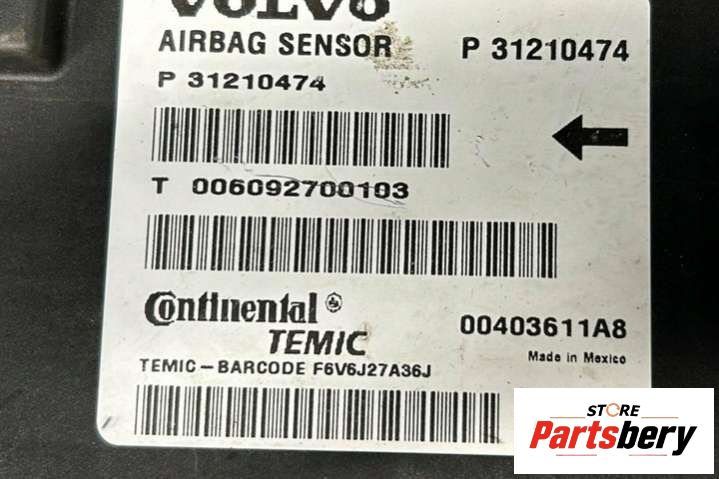 VOLVO
AIRBAG SENSOR P 31210474
P 31210474
T 006092700103
Continental ®
TEMIC 00403611A8
Made in Mexico
TEMIC-BARCODE F6V6J27A36J
STORE
Partsbery